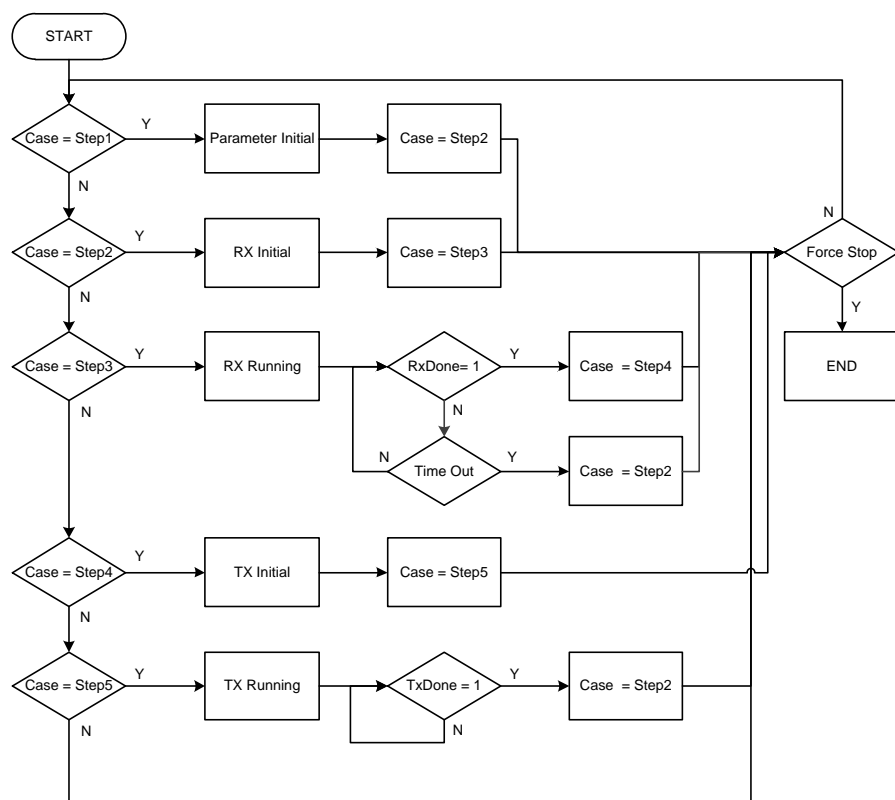 START
Case = Step1
Y
Parameter Initial
Case = Step2
N
N
Case = Step2
Y
RX Initial
Case = Step3
Force Stop
N
Y
Case = Step3
Y
RX Running
RxDone= 1
Y
Case = Step4
END
N
N
N
Time Out
Y
Case = Step2
Case = Step4
Y
TX Initial
Case = Step5
N
Case = Step5
Y
TX Running
TxDone = 1
Y
Case = Step2
N
N